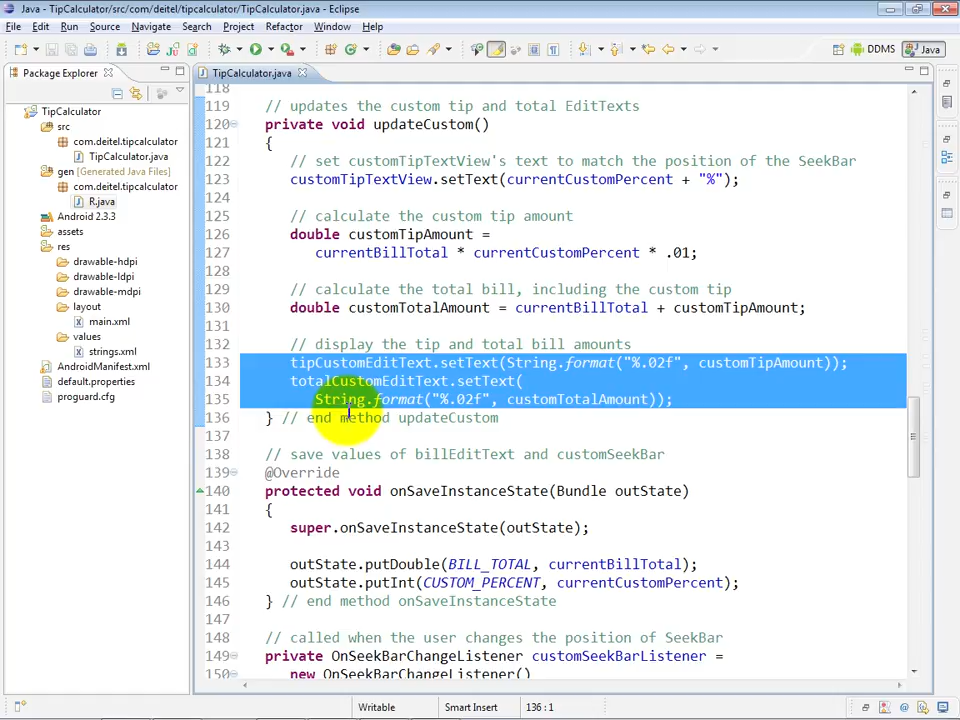 Java - TipCalculator/src/com/deitel/tipcalculator/TipCalculator.java - Eclipse
File Edit Run Source Navigate Search Project Refactor Window Help
DDMS Java
Package Explorer
TipCalculator
src
com.deitel.tipcalculator
TipCalculator.java
gen [Generated Java Files]
com.deitel.tipcalculator
R.java
Android 2.3.3
assets
res
drawable-hdpi
drawable-ldpi
drawable-mdpi
layout
main.xml
values
strings.xml
AndroidManifest.xml
default.properties
proguard.cfg
TipCalculator.java
118
119 // updates the custom tip and total EditTexts
120 private void updateCustom()
121 {
122 // set customTipTextView's text to match the position of the SeekBar
123 customTipTextView.setText(currentCustomPercent + "%");
124
125 // calculate the custom tip amount
126 double customTipAmount =
127 currentBillTotal * currentCustomPercent * .01;
128
129 // calculate the total bill, including the custom tip
130 double customTotalAmount = currentBillTotal + customTipAmount;
131
132 // display the tip and total bill amounts
133 tipCustomEditText.setText(String.format("%.02f", customTipAmount));
134 totalCustomEditText.setText(
135 String.format("%.02f", customTotalAmount));
136 } // end method updateCustom
137
138 // save values of billEditText and customSeekBar
139 @Override
140 protected void onSaveInstanceState(Bundle outState)
141 {
142 super.onSaveInstanceState(outState);
143
144 outState.putDouble(BILL_TOTAL, currentBillTotal);
145 outState.putInt(CUSTOM_PERCENT, currentCustomPercent);
146 } // end method onSaveInstanceState
147
148 // called when the user changes the position of SeekBar
149 private OnSeekBarChangeListener customSeekBarListener =
150 new OnSeekBarChangeListener()
Writable Smart Insert 136 : 1